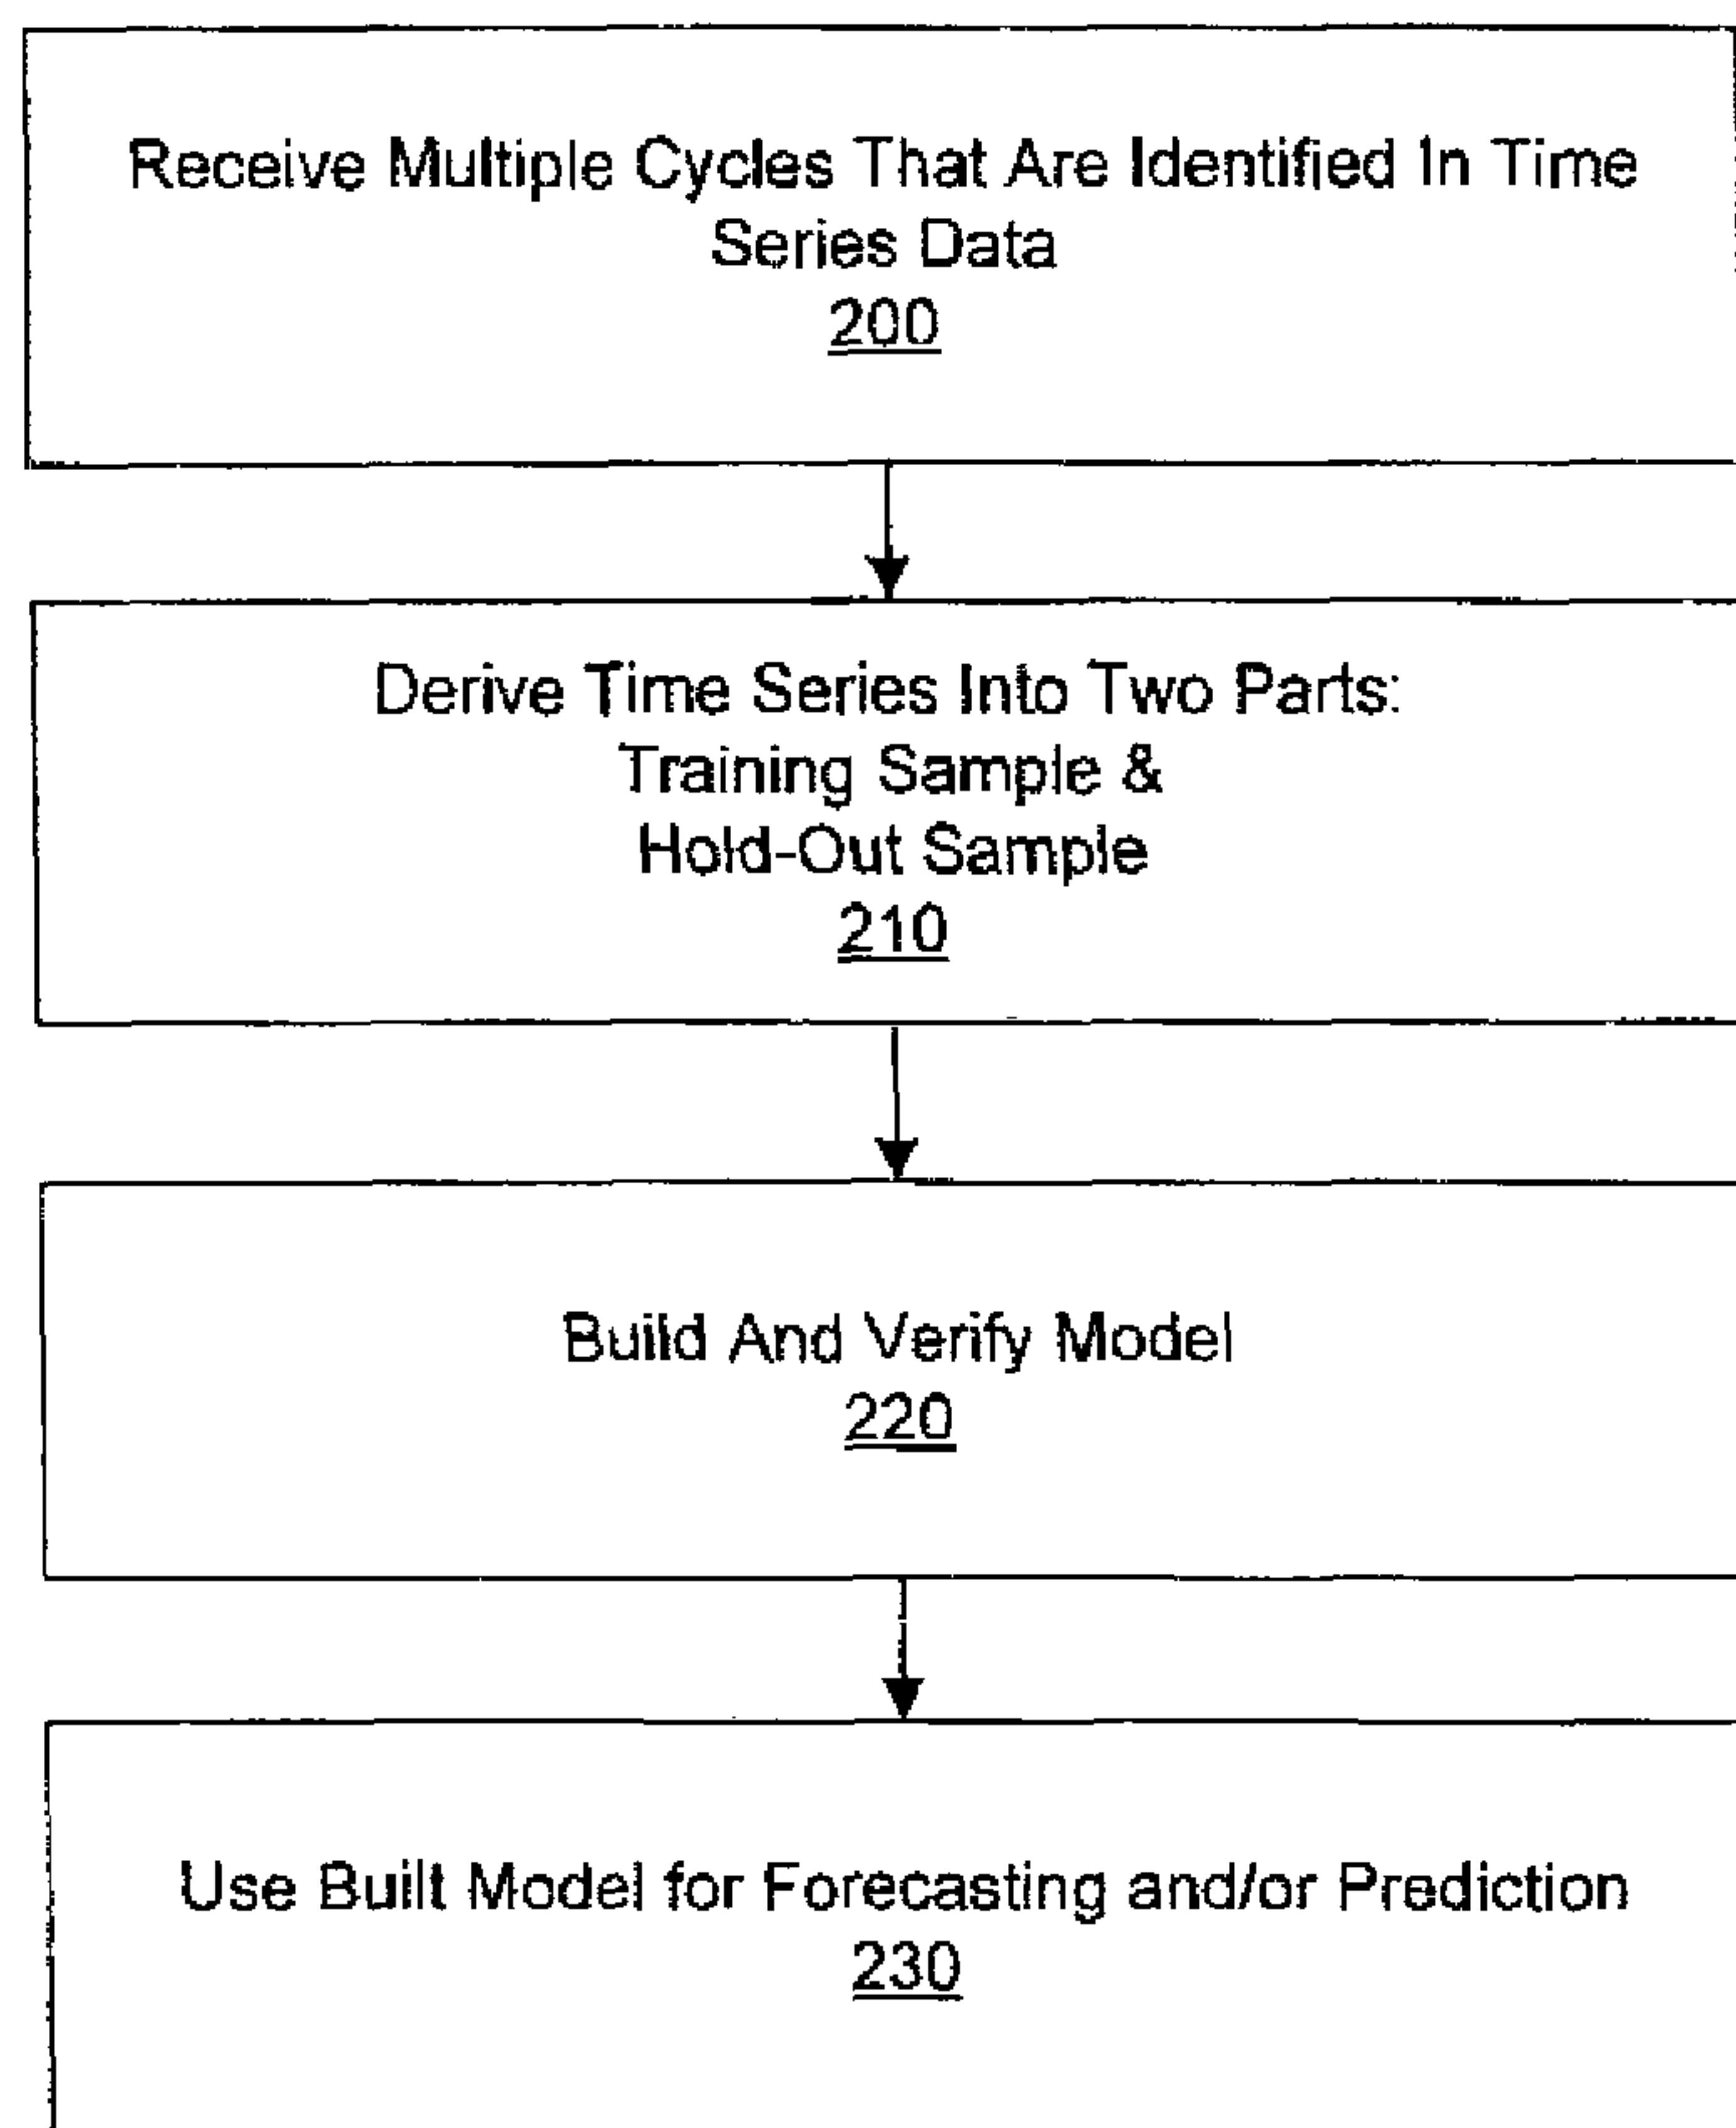 Receive Multiple Cycles That Are Identified In Time
Series Data
200
Derive Time Series Into Two Parts:
Training Sample &
Hold-Out Sample
210
Build And Verify Model
220
Use Built Model for Forecasting and/or Prediction
230